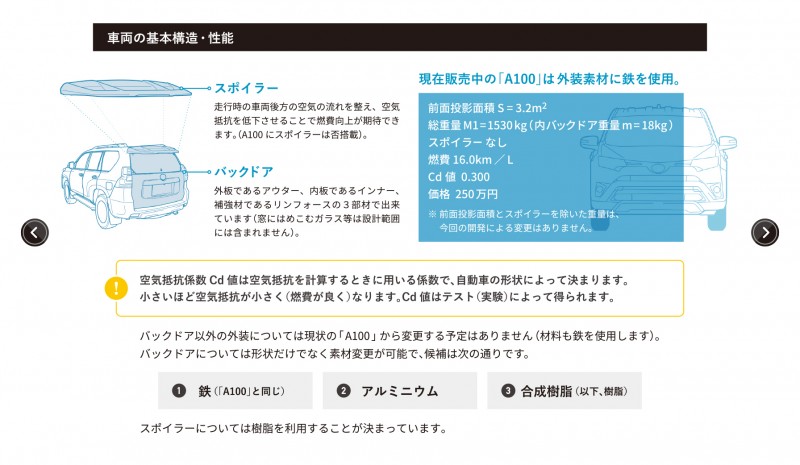 車両の基本構造・性能
スポイラー
走行時の車両後方の空気の流れを整え、空気
抵抗を低下させることで燃費向上が期待でき
ます。（A100 にスポイラーは否搭載）。
バックドア
外板であるアウター、内板であるインナー、
補強材であるリンフォースの３部材で出来
ています（窓にはめこむガラス等は設計範囲
には含まれません）。
現在販売中の「A100」は外装素材に鉄を使用。
前面投影面積 S = 3.2m²
総重量 M1 = 1530 kg（内バックドア重量 m = 18kg）
スポイラー なし
燃費 16.0km ／ L
Cd 値 0.300
価格 250 万円
※ 前面投影面積とスポイラーを除いた重量は、
今回の開発による変更はありません。
空気抵抗係数 Cd 値は空気抵抗を計算するときに用いる係数で、自動車の形状によって決まります。
小さいほど空気抵抗が小さく（燃費が良く）なります。Cd 値はテスト（実験）によって得られます。
バックドア以外の外装については現状の「A100」から変更する予定はありません（材料も鉄を使用します）。
バックドアについては形状だけでなく素材変更が可能で、候補は次の通りです。
❶ 鉄（「A100」と同じ）
❷ アルミニウム
❸ 合成樹脂（以下、樹脂）
スポイラーについては樹脂を利用することが決まっています。